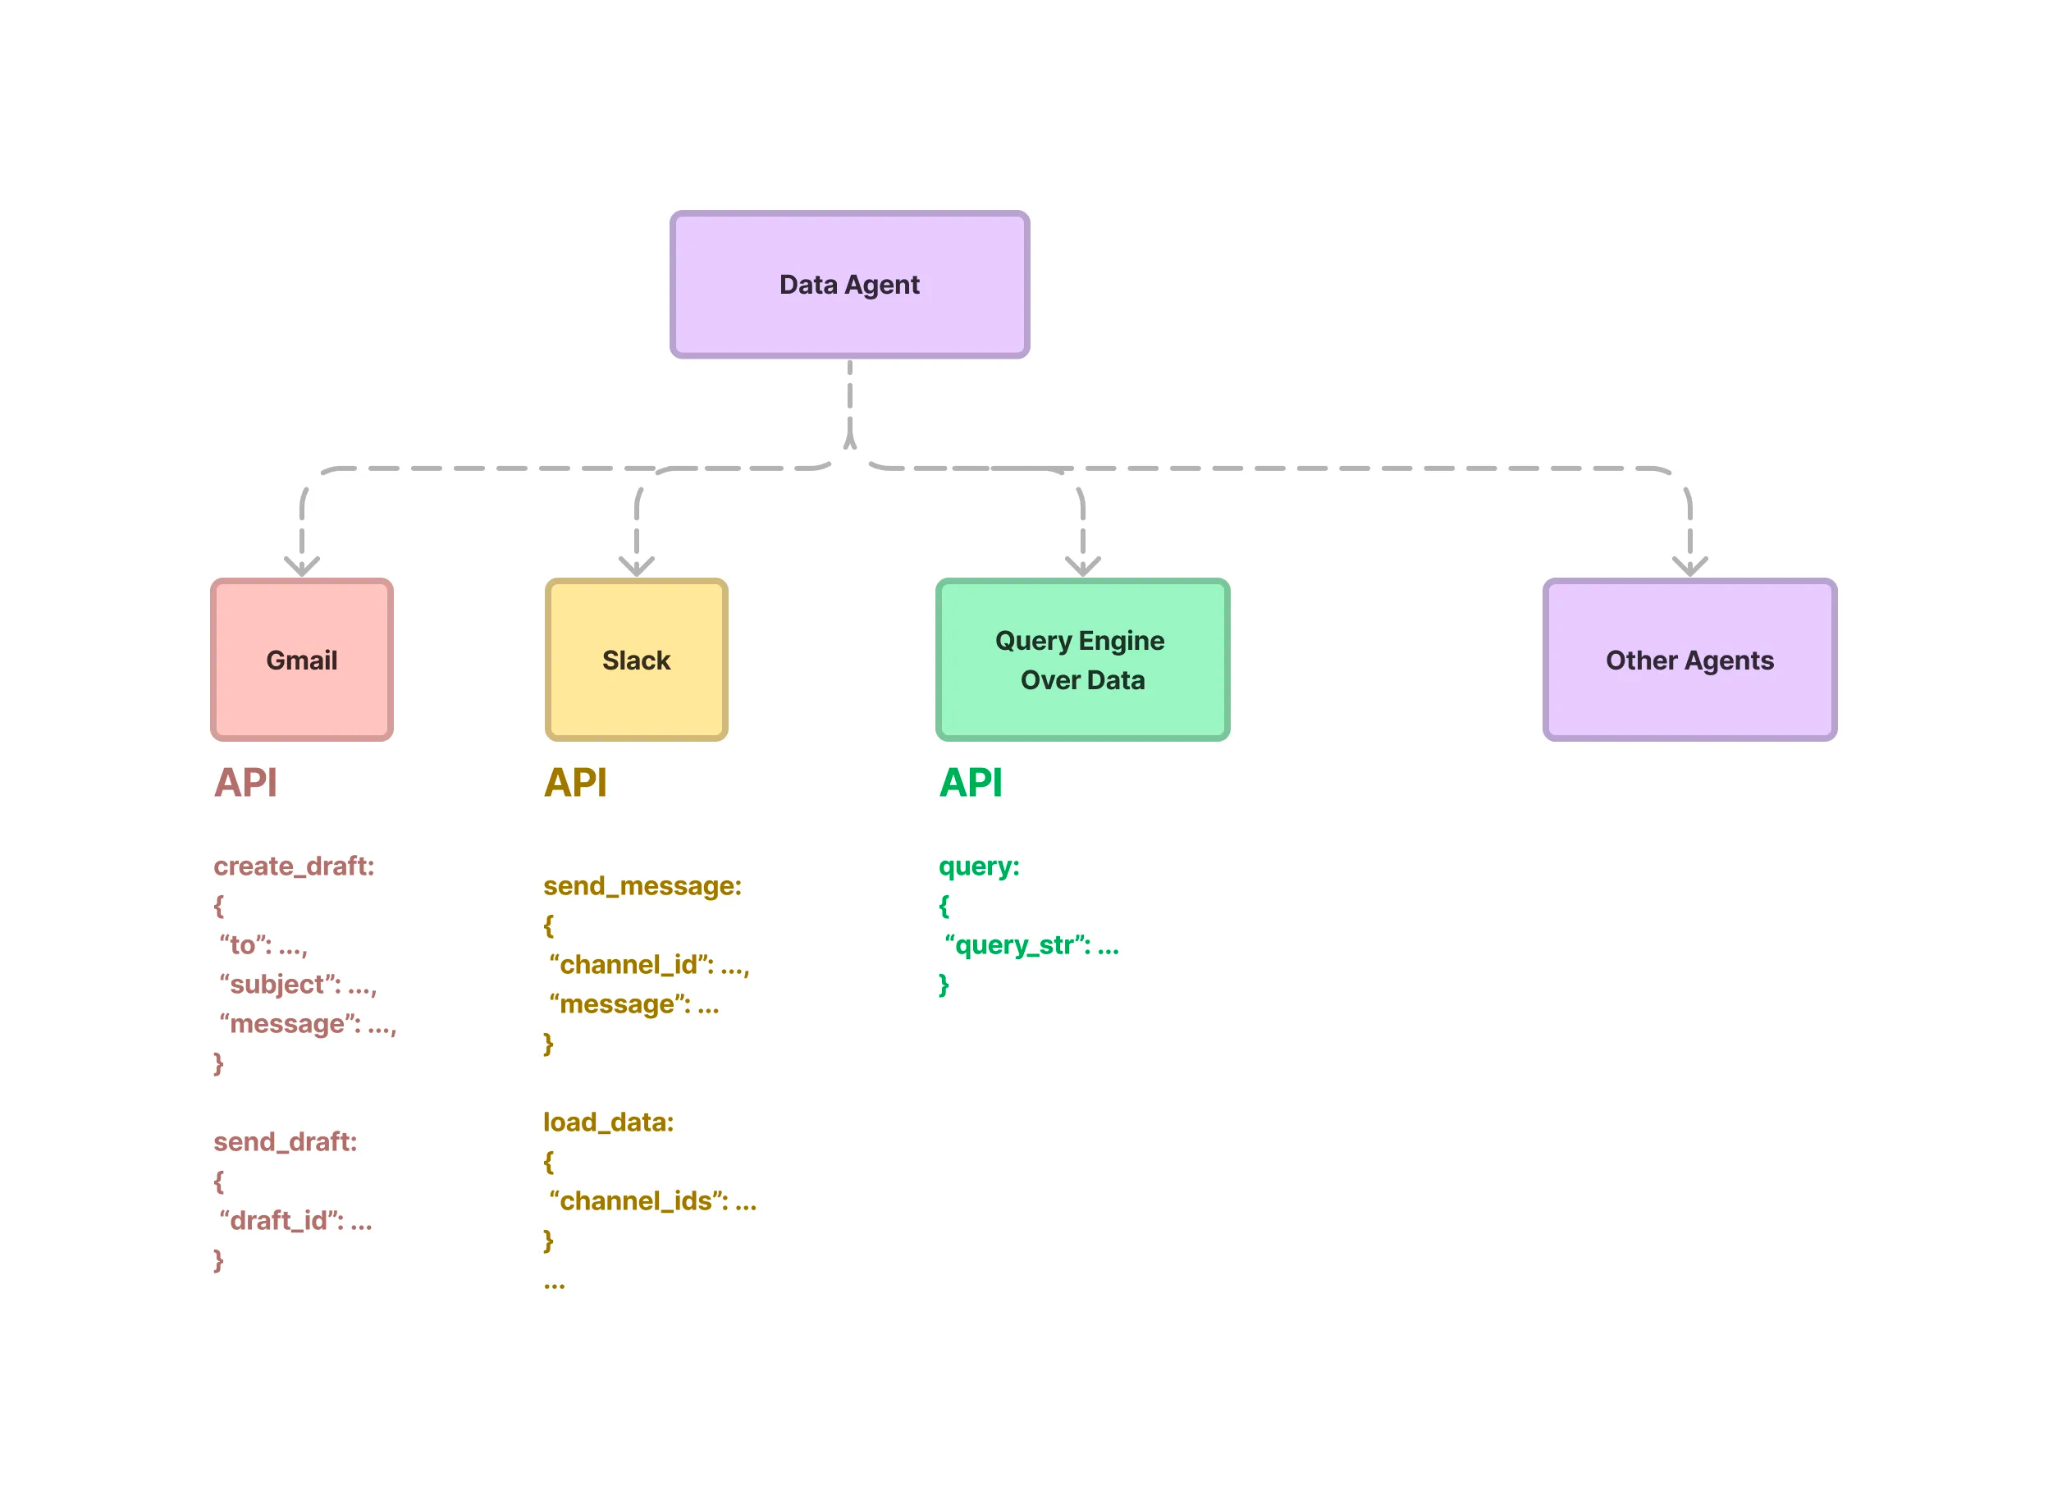 Data Agent
Gmail
Slack
Query Engine
Over Data
Other Agents
API
create_draft:
{
“to”: ...,
“subject”: ...,
“message”: ...,
}
send_draft:
{
“draft_id”: ...
}
API
send_message:
{
“channel_id”: ...,
“message”: ...
}
load_data:
{
“channel_ids”: ...
}
...
API
query:
{
“query_str”: ...
}